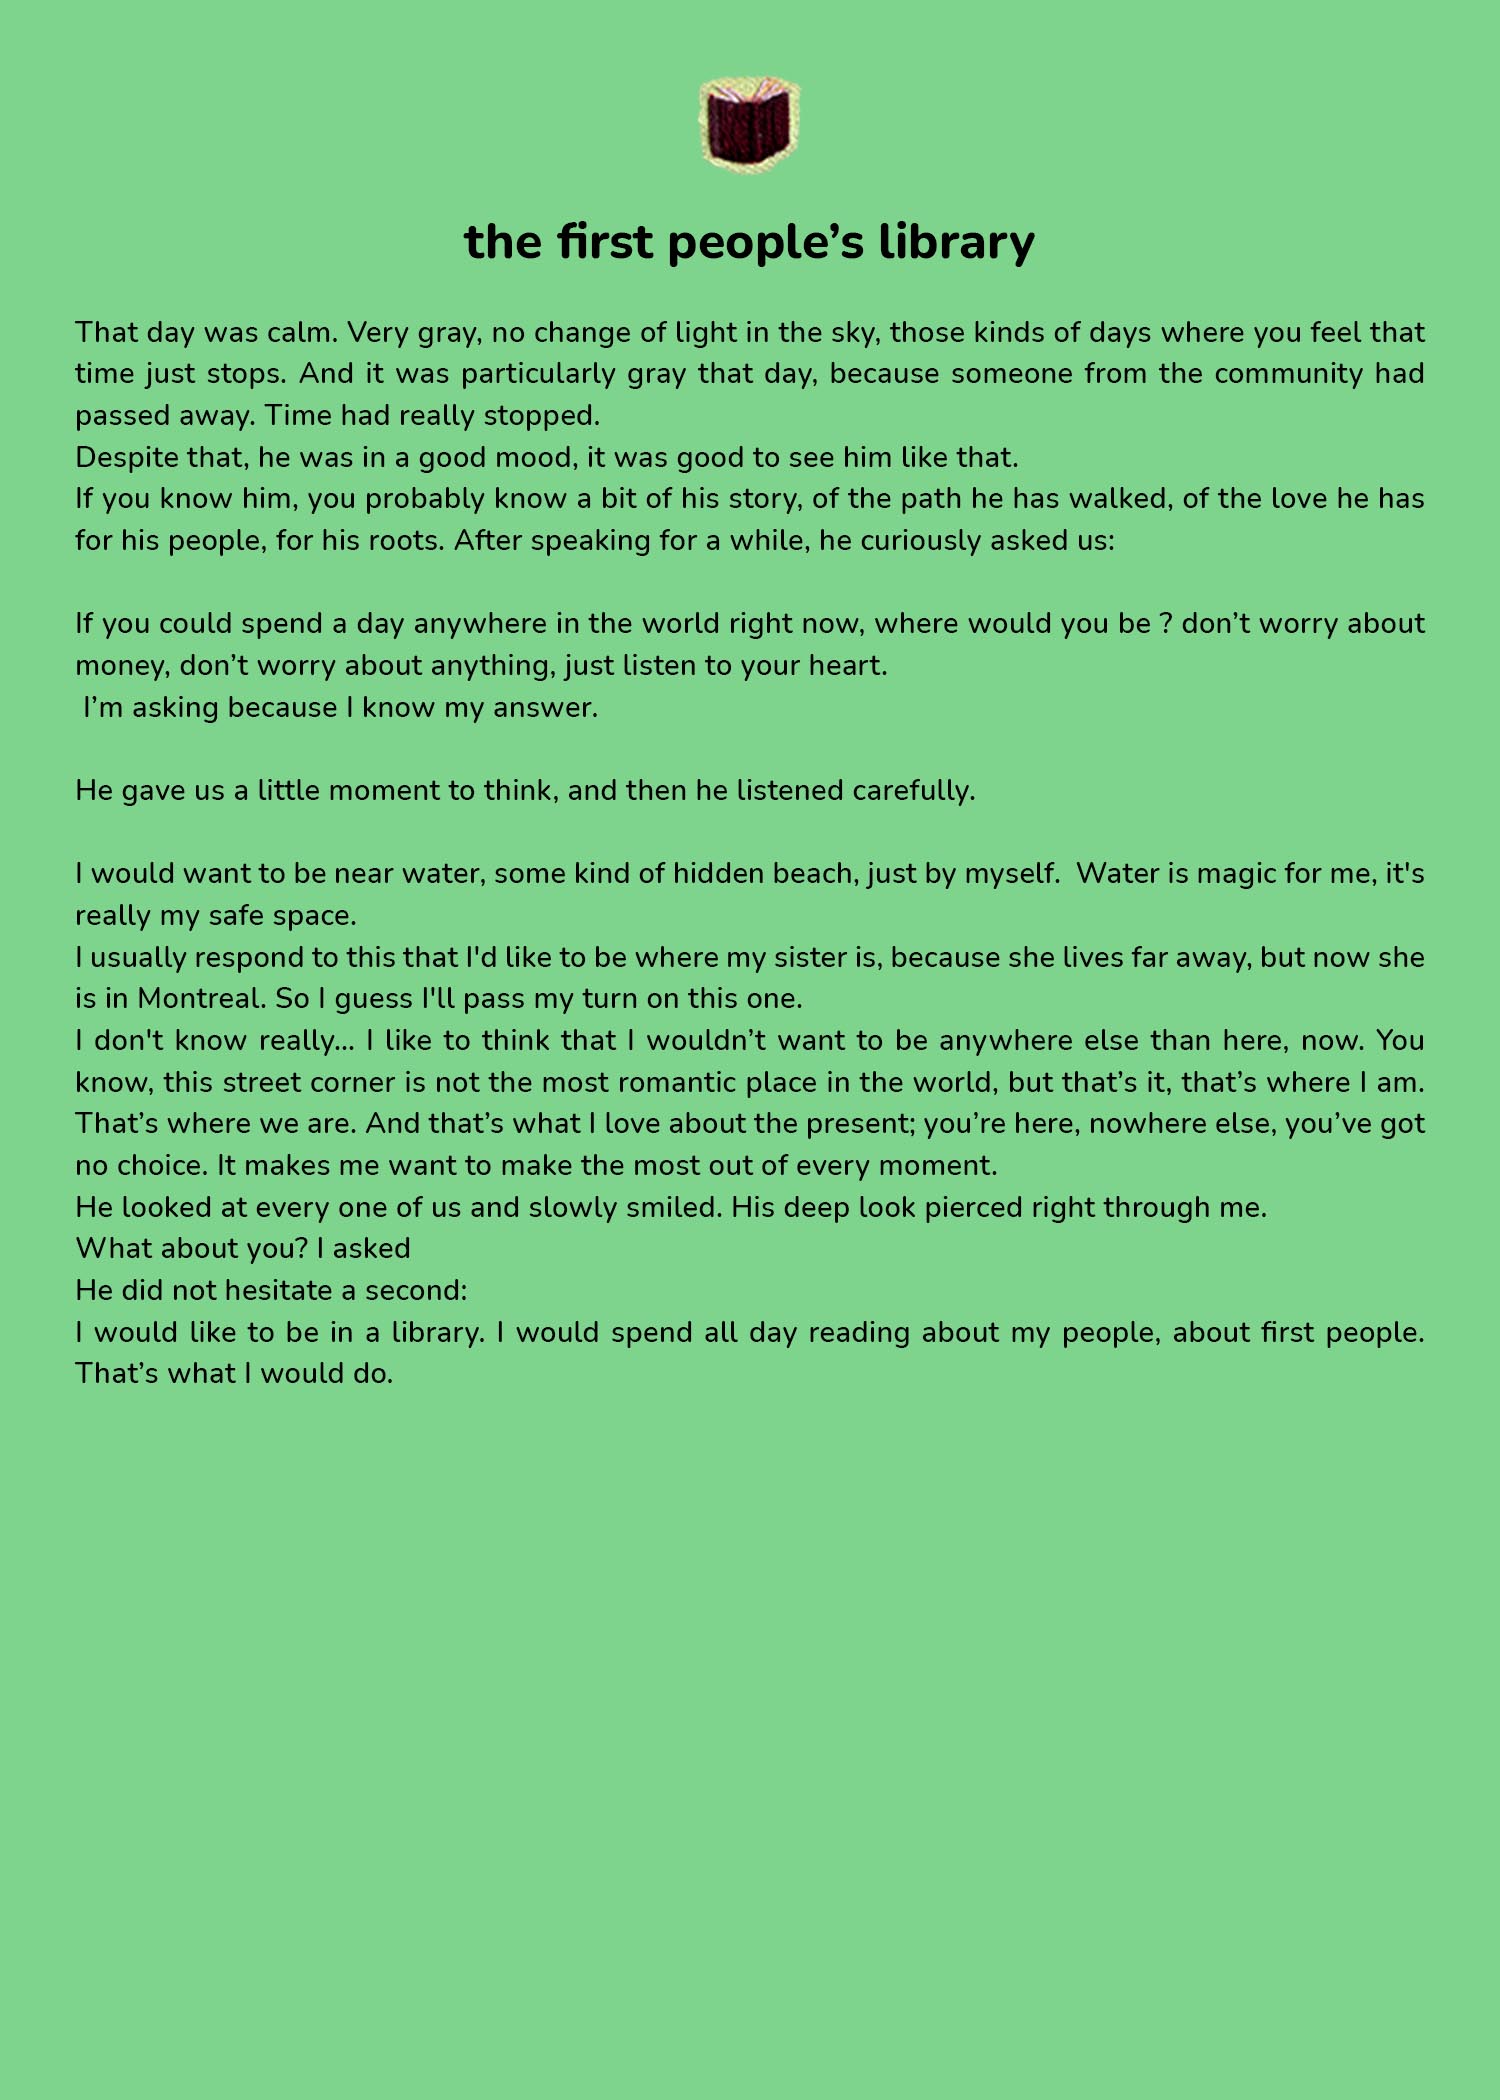 the first people’s library
That day was calm. Very gray, no change of light in the sky, those kinds of days where you feel that
time just stops. And it was particularly gray that day, because someone from the community had
passed away. Time had really stopped.
Despite that, he was in a good mood, it was good to see him like that.
If you know him, you probably know a bit of his story, of the path he has walked, of the love he has
for his people, for his roots. After speaking for a while, he curiously asked us:
If you could spend a day anywhere in the world right now, where would you be ? don’t worry about
money, don’t worry about anything, just listen to your heart.
I’m asking because I know my answer.
He gave us a little moment to think, and then he listened carefully.
I would want to be near water, some kind of hidden beach, just by myself.  Water is magic for me, it's
really my safe space.
I usually respond to this that I'd like to be where my sister is, because she lives far away, but now she
is in Montreal. So I guess I'll pass my turn on this one.
I don't know really... I like to think that I wouldn’t want to be anywhere else than here, now. You
know, this street corner is not the most romantic place in the world, but that’s it, that’s where I am.
That’s where we are. And that’s what I love about the present; you’re here, nowhere else, you’ve got
no choice. It makes me want to make the most out of every moment.
He looked at every one of us and slowly smiled. His deep look pierced right through me.
What about you? I asked
He did not hesitate a second:
I would like to be in a library. I would spend all day reading about my people, about first people.
That’s what I would do.